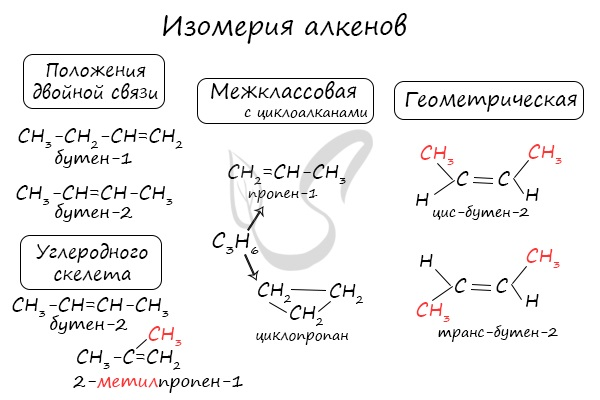 Изомерия алкенов
Положения
двойной связи
CH₃-CH₂-CH=CH₂
бутен-1
CH₃-CH=CH-CH₃
бутен-2
Углеродного
скелета
CH₃-CH=CH-CH₃
бутен-2
CH₃
CH₃-C=CH₂
2-метилпропен-1
Межклассовая
с циклоалканами
CH₂=CH-CH₃
пропен-1
C₃H₆
CH₂ CH₂
CH₂
циклопропан
Геометрическая
CH₃ CH₃
C=C
H H
цис-бутен-2
H CH₃
C=C
CH₃ H
транс-бутен-2